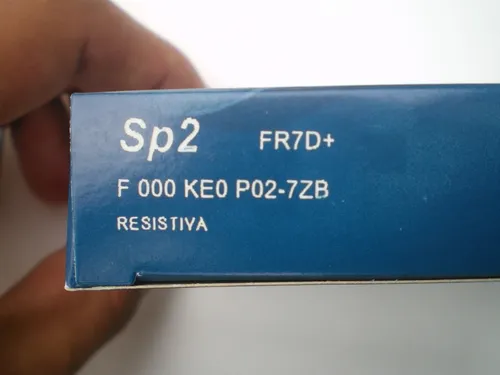 Sp2 FR7D+
F 000 KE0 P02-7ZB
RESISTIVA